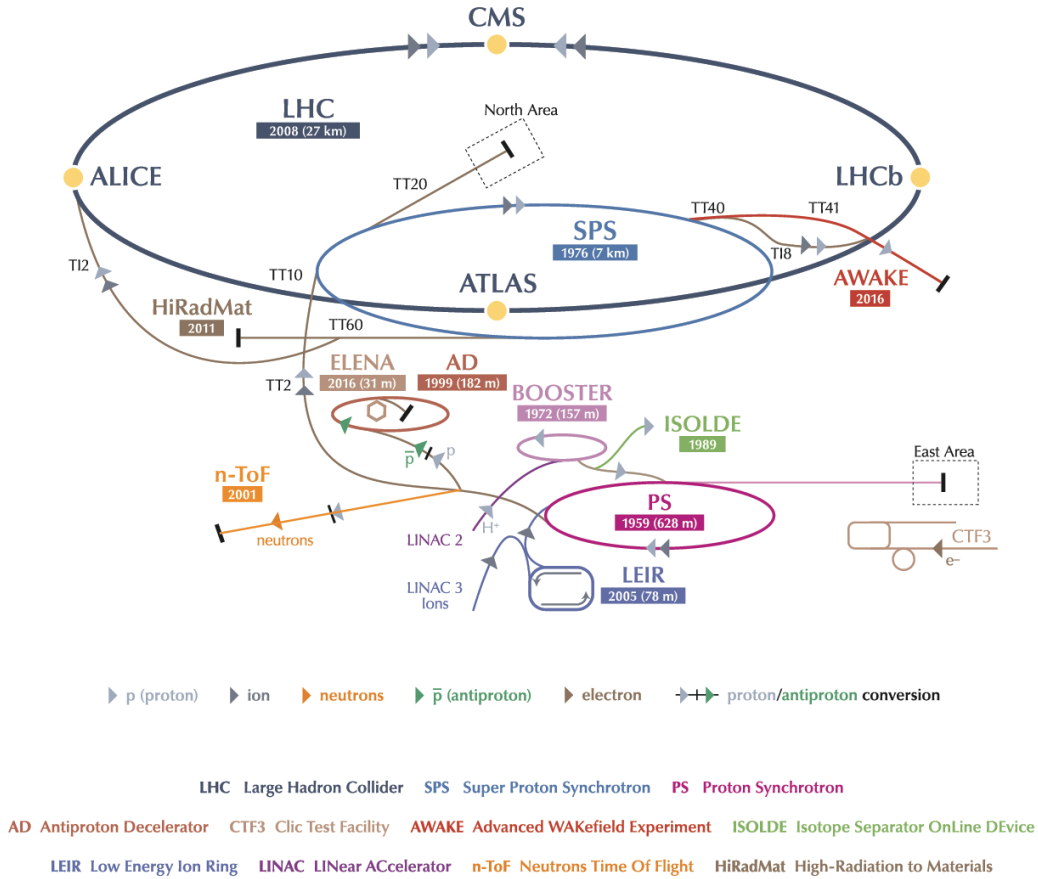 CMS
LHC
2008 (27 km)
North Area
ALICE
LHCb
TT20
TT40
TT41
SPS
1976 (7 km)
TI8
TI2
TT10
ATLAS
AWAKE
2016
HiRadMat
2011
TT60
ELENA
2016 (31 m)
AD
1999 (182 m)
TT2
BOOSTER
1972 (157 m)
ISOLDE
1989
p̅
p
East Area
n-ToF
2001
PS
1959 (628 m)
neutrons
LINAC 2
H⁺
CTF3
e–
LEIR
2005 (78 m)
LINAC 3
Ions
p (proton)
ion
neutrons
p̅ (antiproton)
electron
proton/antiproton conversion
LHC Large Hadron Collider SPS Super Proton Synchrotron PS Proton Synchrotron
AD Antiproton Decelerator CTF3 Clic Test Facility AWAKE Advanced WAKefield Experiment ISOLDE Isotope Separator OnLine DEvice
LEIR Low Energy Ion Ring LINAC LINear ACcelerator n-ToF Neutrons Time Of Flight HiRadMat High-Radiation to Materials